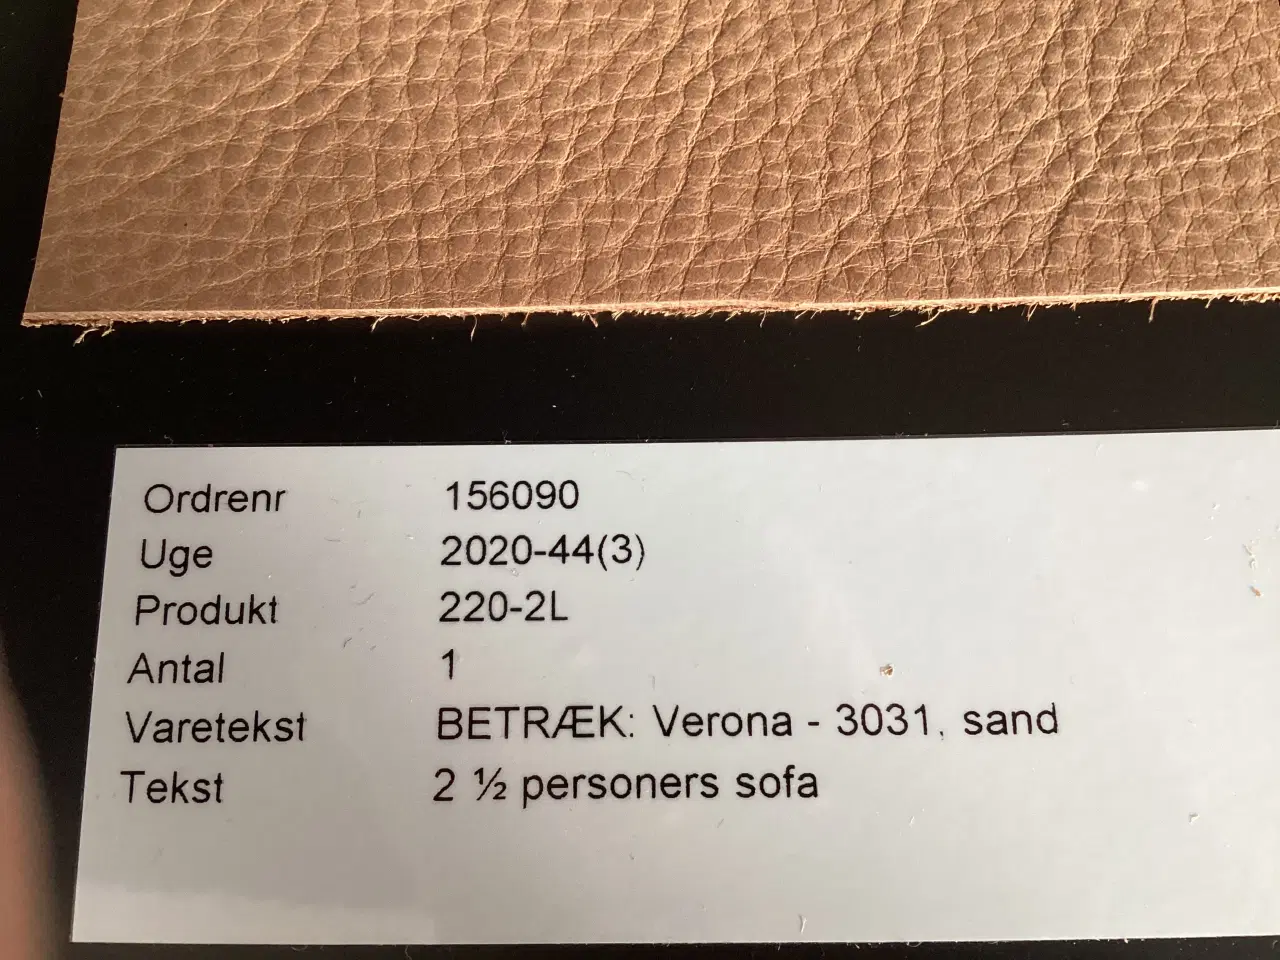 Ordrenr 156090
Uge 2020-44(3)
Produkt 220-2L
Antal 1
Varetekst BETRÆK: Verona - 3031, sand
Tekst 2 ½ personers sofa